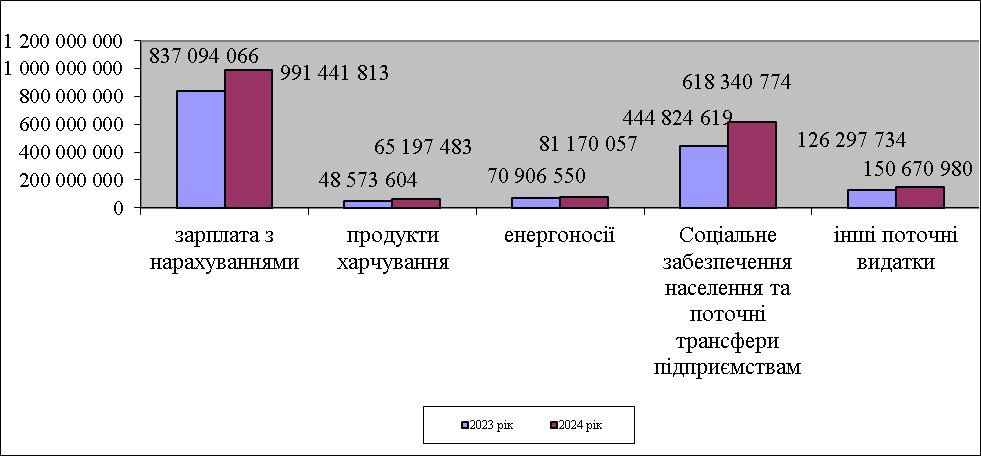 1 200 000 000
1 000 000 000
800 000 000
600 000 000
400 000 000
200 000 000
0
837 094 066
991 441 813
48 573 604
65 197 483
70 906 550
81 170 057
444 824 619
618 340 774
126 297 734
150 670 980
зарплата з
нарахуваннями
продукти
харчування
енергоносії
Соціальне
забезпечення
населення та
поточні
трансфери
підприємствам
інші поточні
видатки
2023 рік
2024 рік